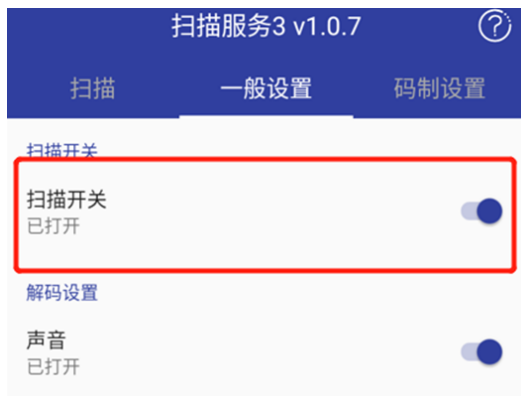 扫描服务3 v1.0.7 ?
扫描 一般设置 码制设置
扫描开关
扫描开关
已打开
解码设置
声音
已打开